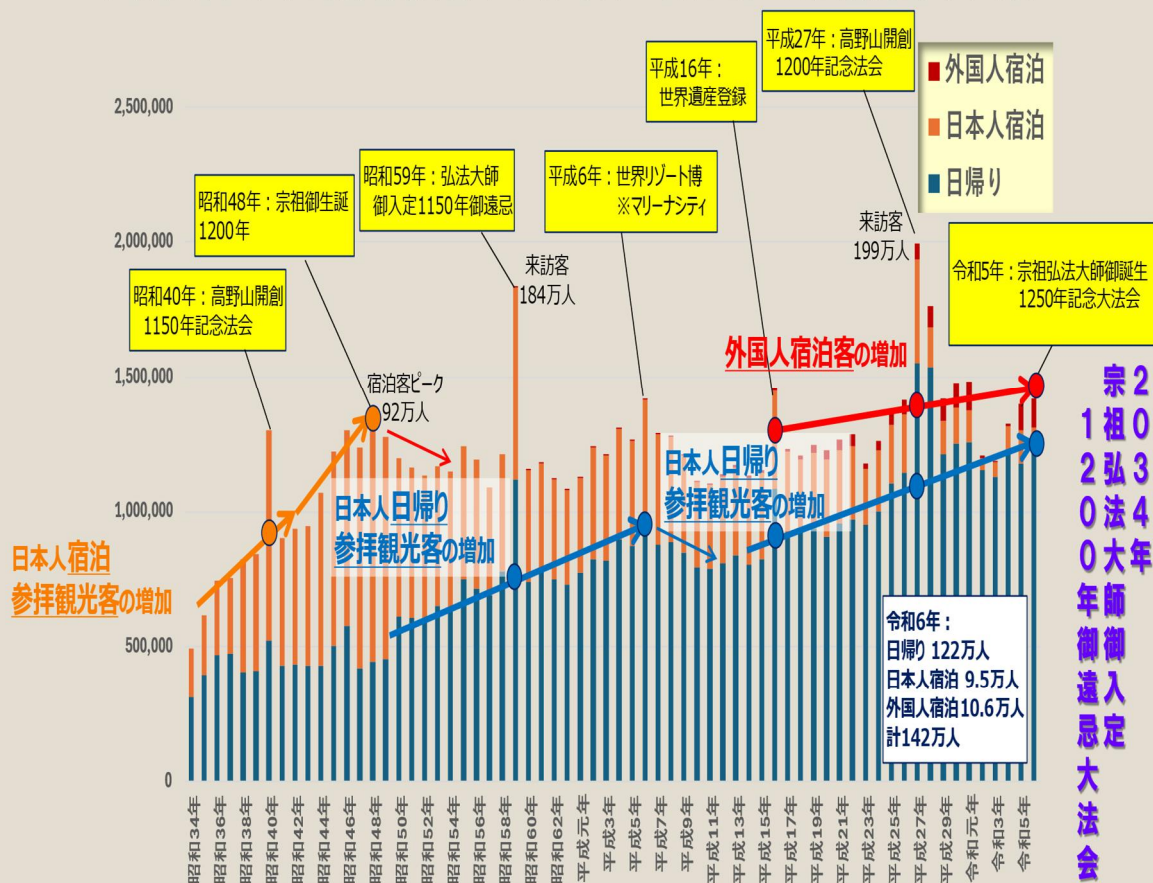 平成27年：高野山開創
1200年記念法会
平成16年：
世界遺産登録
昭和59年：弘法大師
御入定1150年御遠忌
平成6年：世界リゾート博
※マリーナシティ
昭和48年：宗祖御生誕
1200年
昭和40年：高野山開創
1150年記念法会
令和5年：宗祖弘法大師御誕生
1250年記念大法会
外国人宿泊
日本人宿泊
日帰り
来訪客
199万人
来訪客
184万人
宿泊客ピーク
92万人
外国人宿泊客の増加
日本人宿泊
参拝観光客の増加
日本人日帰り
参拝観光客の増加
日本人日帰り
参拝観光客の増加
令和6年：
日帰り 122万人
日本人宿泊 9.5万人
外国人宿泊10.6万人
計142万人
2034年
宗祖弘法大師御入定
1200年御遠忌大法会
2,500,000
2,000,000
1,500,000
1,000,000
500,000
0
昭和34年
昭和36年
昭和38年
昭和40年
昭和42年
昭和44年
昭和46年
昭和48年
昭和50年
昭和52年
昭和54年
昭和56年
昭和58年
昭和60年
昭和62年
平成元年
平成3年
平成5年
平成7年
平成9年
平成11年
平成13年
平成15年
平成17年
平成19年
平成21年
平成23年
平成25年
平成27年
平成29年
令和元年
令和3年
令和5年